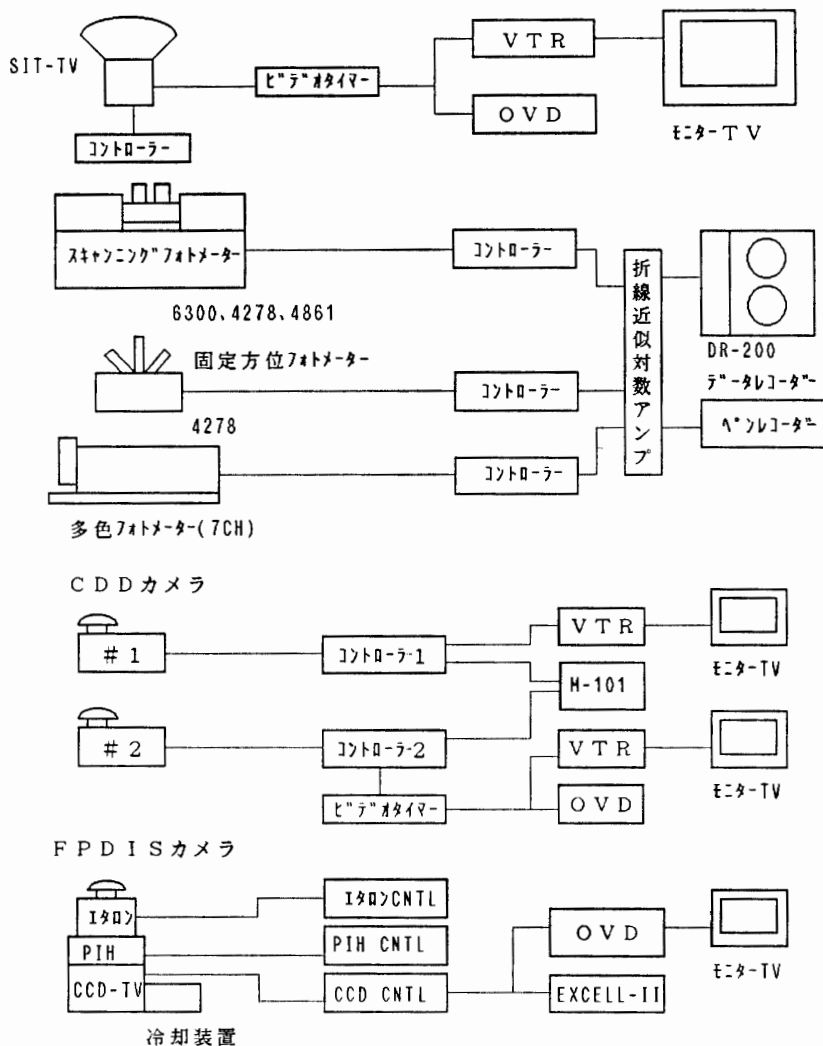 SIT-TV
ビデオタイマー
VTR
OVD
モニターTV
コントローラー
スキャンニングフォトメーター
コントローラー
折線近似対数アンプ
DR-200
データレコーダー
6300、4278、4861
固定方位フォトメーター
コントローラー
ペンレコーダー
4278
コントローラー
多色フォトメーター(7CH)
CDDカメラ
#1
コントローラ-1
VTR
モニター-TV
M-101
#2
コントローラ-2
VTR
モニター-TV
ビデオタイマー
OVD
FPDISカメラ
エタロン
エタロンCNTL
PIH
PIH CNTL
OVD
モニター-TV
CCD-TV
CCD CNTL
EXCELL-II
冷却装置